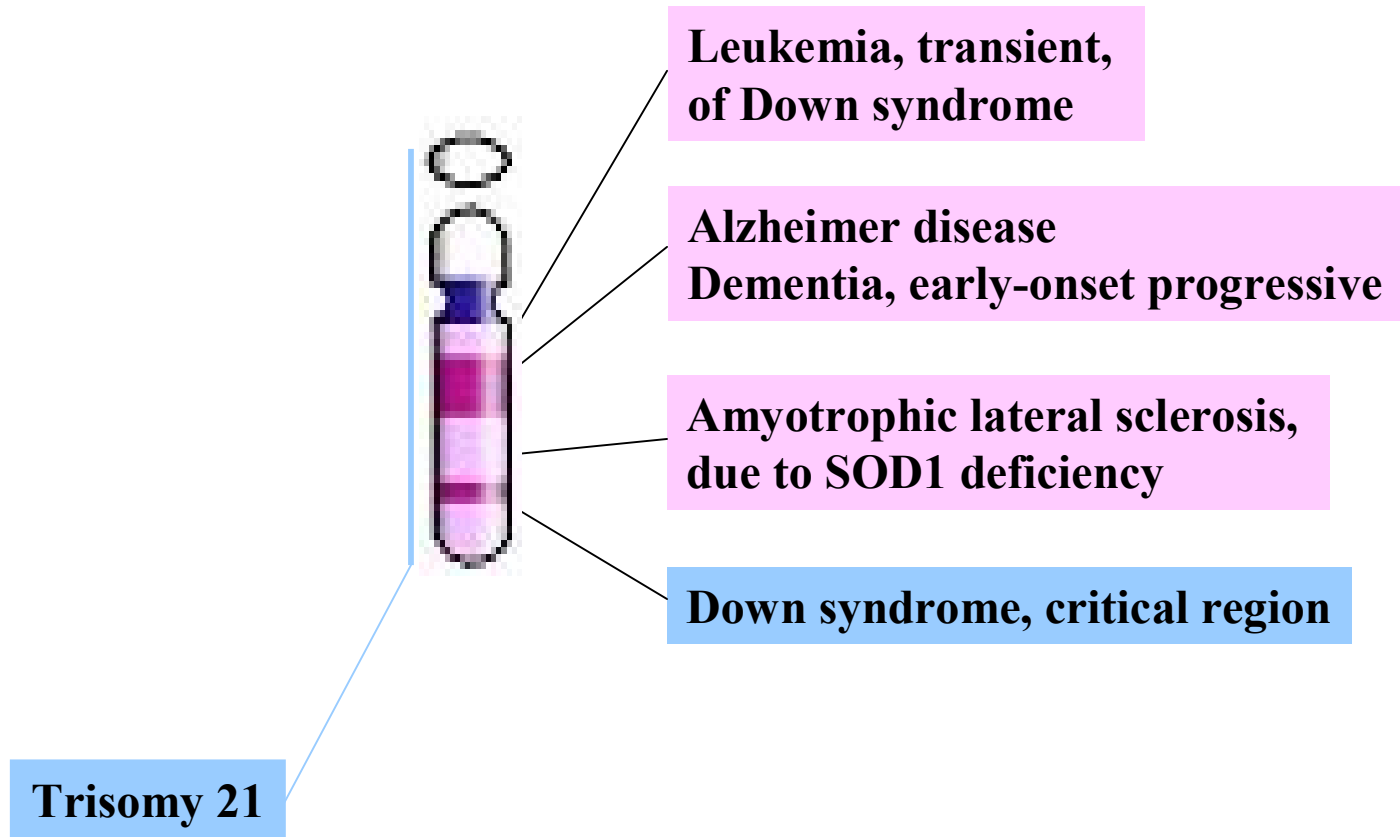 Leukemia, transient,
of Down syndrome
Alzheimer disease
Dementia, early-onset progressive
Amyotrophic lateral sclerosis,
due to SOD1 deficiency
Down syndrome, critical region
Trisomy 21